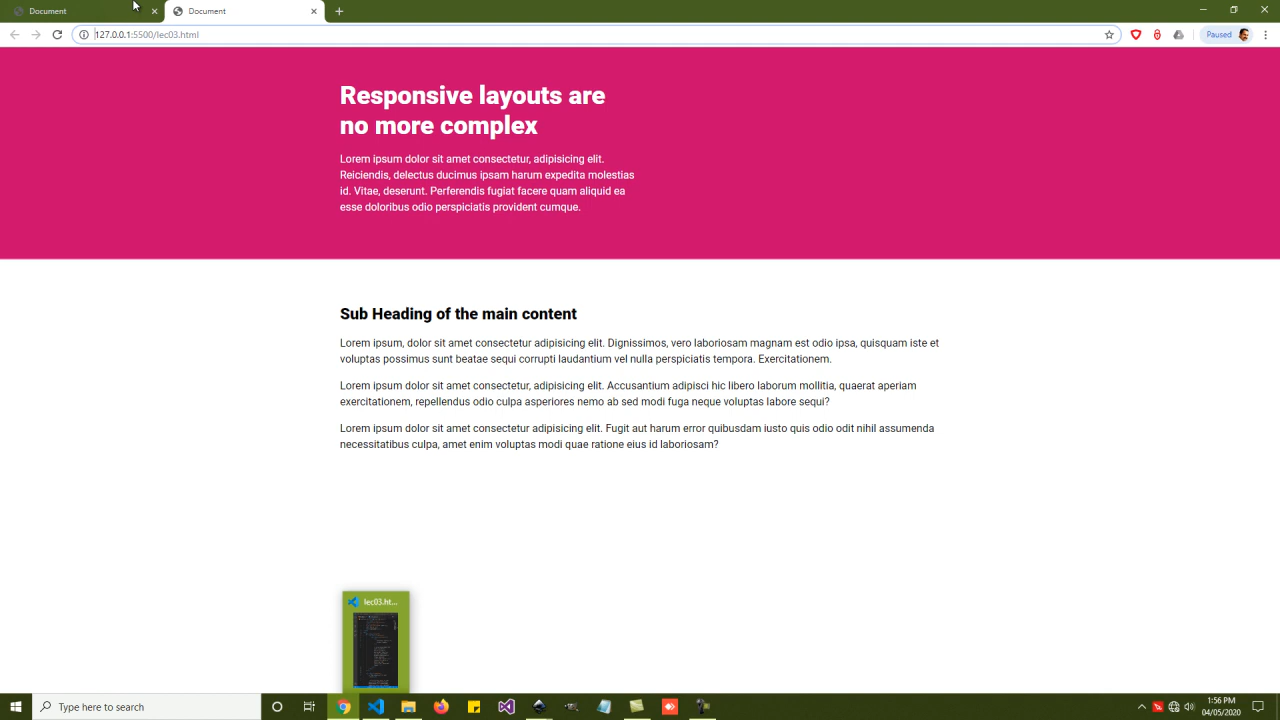 Document
Document
127.0.0.1:5500/lec03.html
Paused
Responsive layouts are
no more complex
Lorem ipsum dolor sit amet consectetur, adipisicing elit.
Reiciendis, delectus ducimus ipsam harum expedita molestias
id. Vitae, deserunt. Perferendis fugiat facere quam aliquid ea
esse doloribus odio perspiciatis provident cumque.
Sub Heading of the main content
Lorem ipsum, dolor sit amet consectetur adipisicing elit. Dignissimos, vero laboriosam magnam est odio ipsa, quisquam iste et
voluptas possimus sunt beatae sequi corrupti laudantium vel nulla perspiciatis tempora. Exercitationem.
Lorem ipsum dolor sit amet consectetur, adipisicing elit. Accusantium adipisci hic libero laborum mollitia, quaerat aperiam
exercitationem, repellendus odio culpa asperiores nemo ab sed modi fuga neque voluptas labore sequi?
Lorem ipsum dolor sit amet consectetur adipisicing elit. Fugit aut harum error quibusdam iusto quis odio odit nihil assumenda
necessitatibus culpa, amet enim voluptas modi quae ratione eius id laboriosam?
lec03.ht...
Type here to search
1:56 PM
04/05/2020